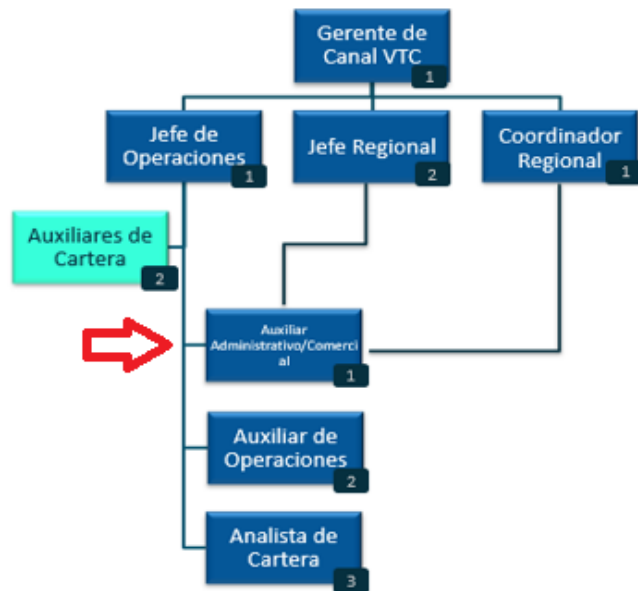 Gerente de
Canal VTC
1
Jefe de
Operaciones
1
Jefe Regional
2
Coordinador
Regional
1
Auxiliares de
Cartera
2
Auxiliar
Administrativo/Comerci
al
1
Auxiliar de
Operaciones
2
Analista de
Cartera
3